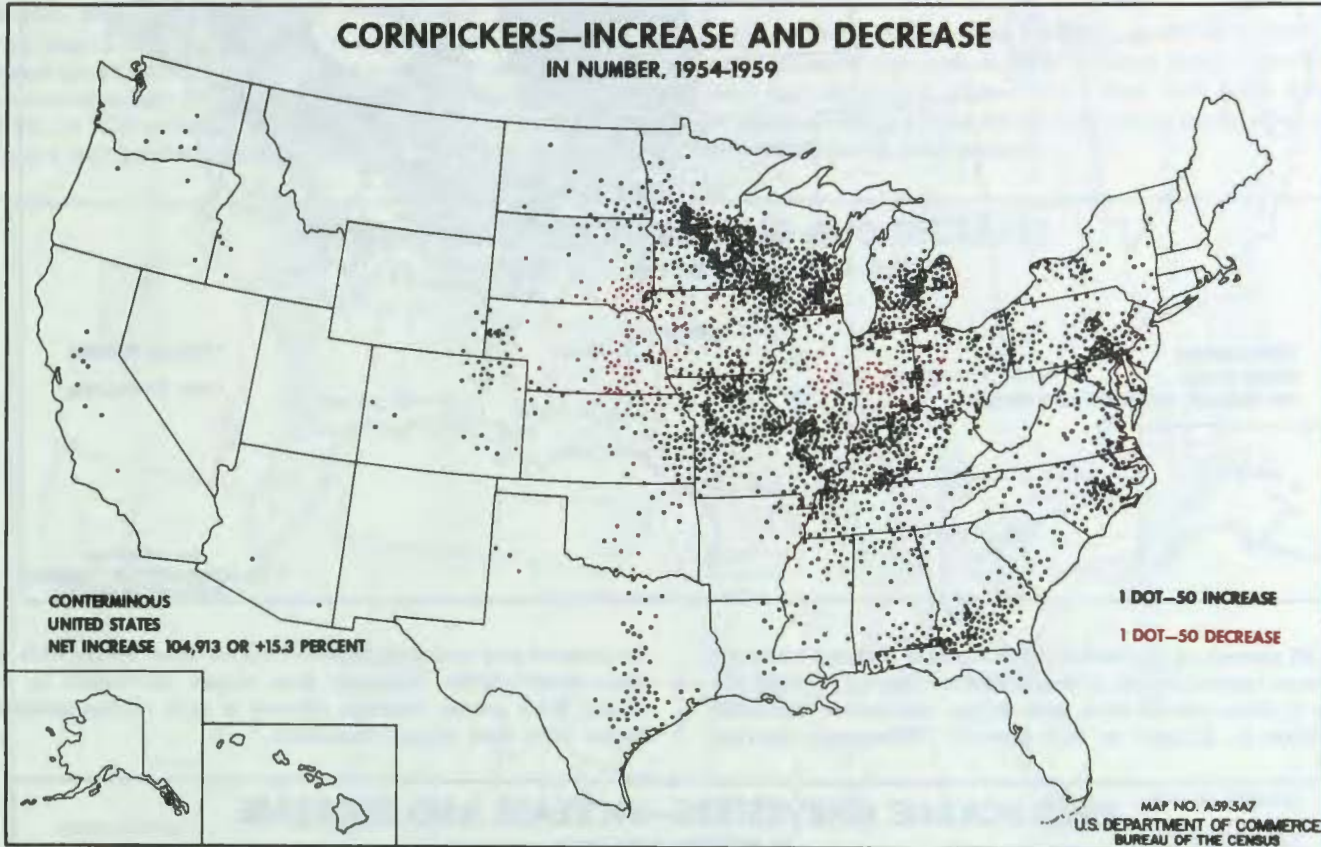 CORNPICKERS—INCREASE AND DECREASE
IN NUMBER, 1954-1959
CONTERMINOUS
UNITED STATES
NET INCREASE 104,913 OR +15.3 PERCENT
1 DOT—50 INCREASE
1 DOT—50 DECREASE
MAP NO. A59-5A7
U.S. DEPARTMENT OF COMMERCE
BUREAU OF THE CENSUS